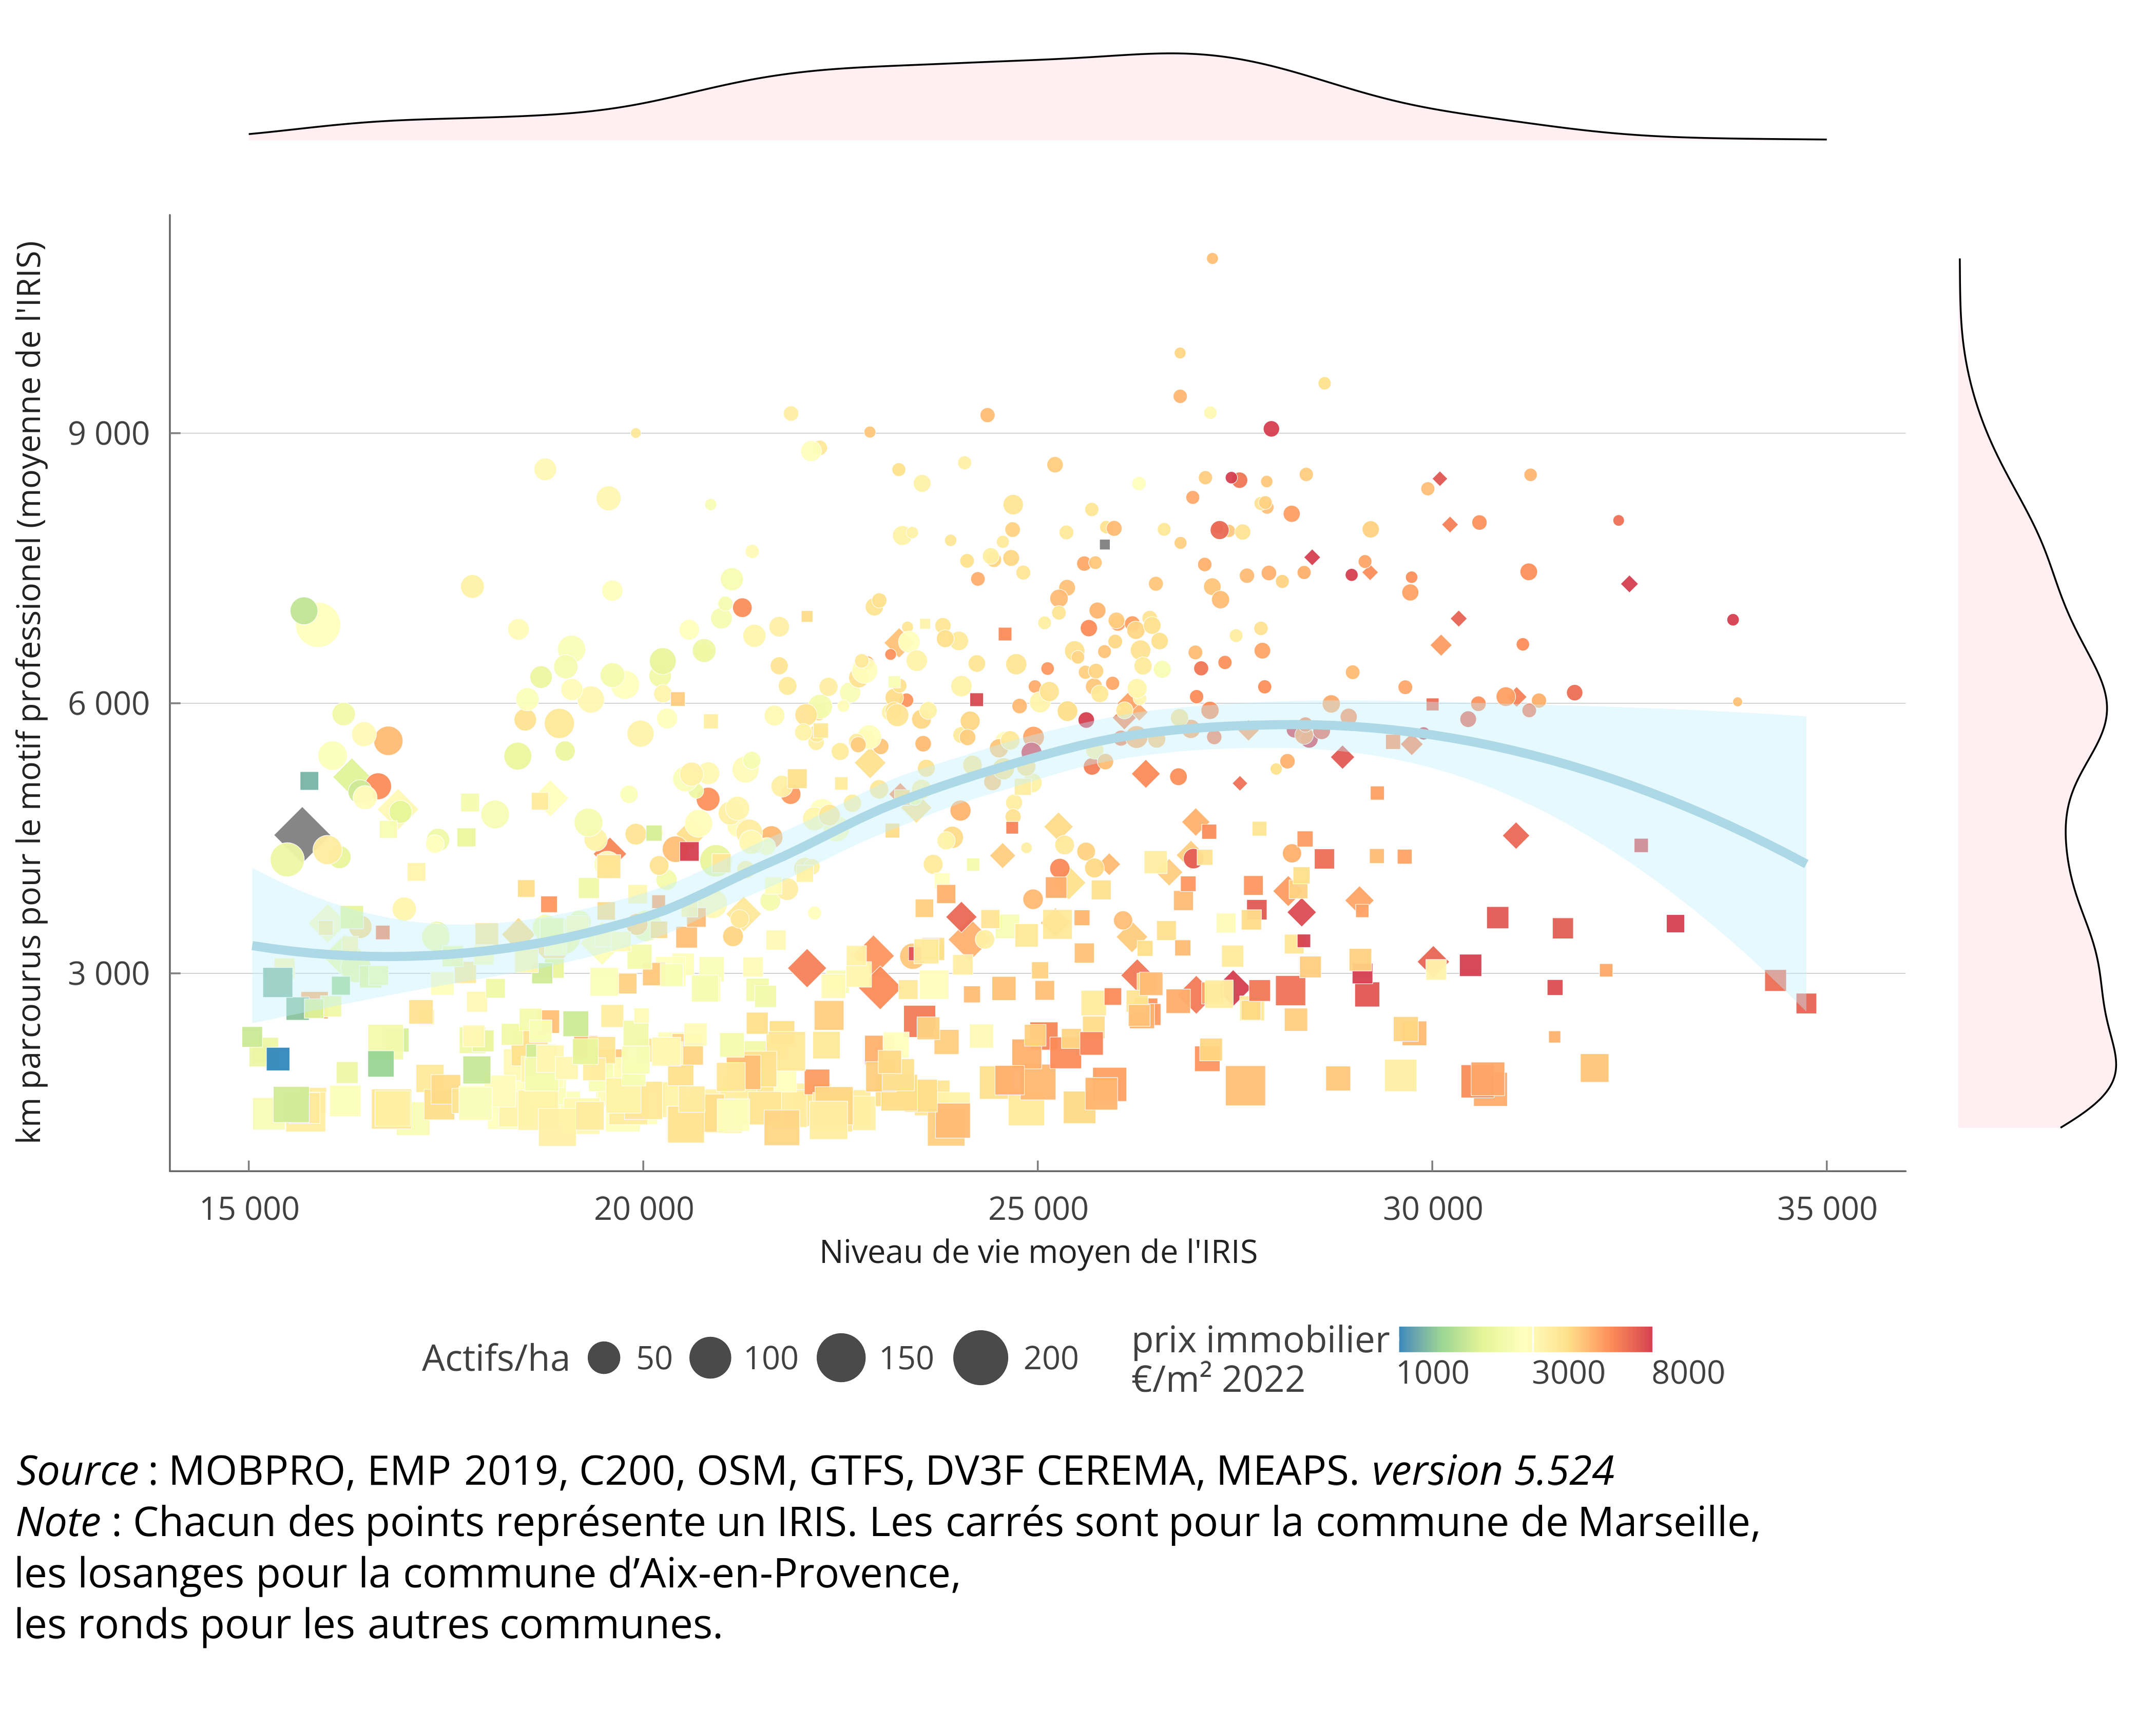 km parcourus pour le motif professionel (moyenne de l'IRIS)
9 000
6 000
3 000
15 000 20 000 25 000 30 000 35 000
Niveau de vie moyen de l'IRIS
Actifs/ha 50 100 150 200
prix immobilier
€/m² 2022
1000 3000 8000
Source : MOBPRO, EMP 2019, C200, OSM, GTFS, DV3F CEREMA, MEAPS. version 5.524
Note : Chacun des points représente un IRIS. Les carrés sont pour la commune de Marseille,
les losanges pour la commune d’Aix-en-Provence,
les ronds pour les autres communes.